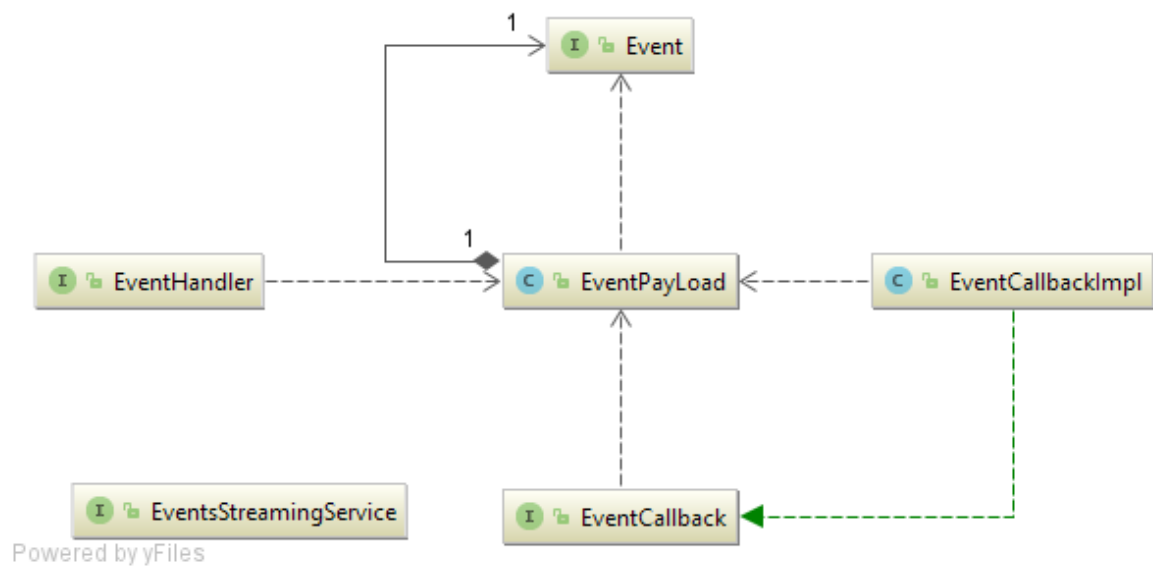 1
I Event
1
I EventHandler
C EventPayLoad
C EventCallbackImpl
I EventsStreamingService
I EventCallback
Powered by yFiles